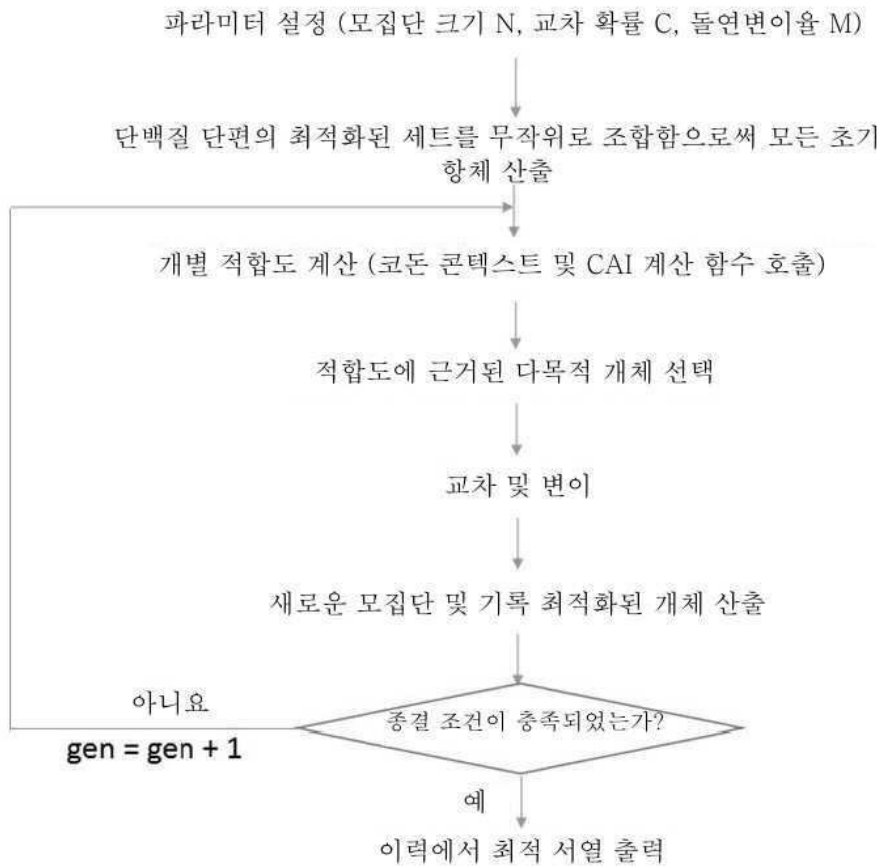 파라미터 설정 (모집단 크기 N, 교차 확률 C, 돌연변이율 M)
단백질 단편의 최적화된 세트를 무작위로 조합함으로써 모든 초기
항체 산출
개별 적합도 계산 (코돈 콘텍스트 및 CAI 계산 함수 호출)
적합도에 근거된 다목적 개체 선택
교차 및 변이
새로운 모집단 및 기록 최적화된 개체 산출
종결 조건이 충족되었는가?
아니요
gen = gen + 1
예
이력에서 최적 서열 출력